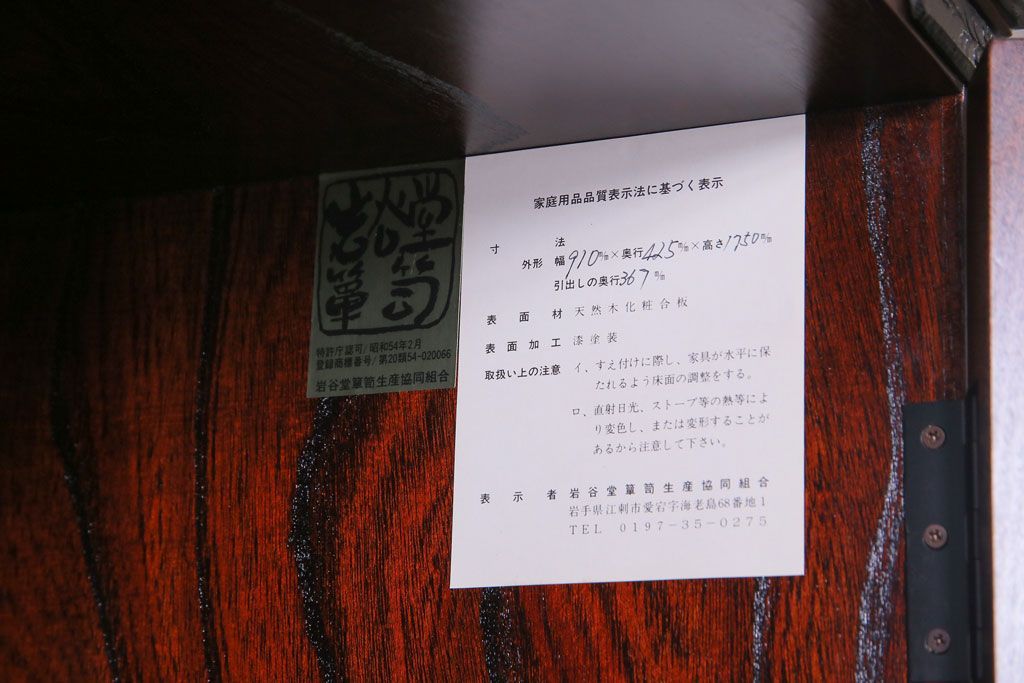 岩谷堂簞笥
特許庁認可/昭和54年2月
登録商標番号/第20類54-020066
岩谷堂簞笥生産協同組合
家庭用品品質表示法に基づく表示
寸法
外形 幅910m/m×奥行425m/m×高さ1750m/m
引出しの奥行367m/m
表面材 天然木化粧合板
表面加工 漆塗装
取扱い上の注意 イ、すえ付けに際し、家具が水平に保
たれるよう床面の調整をする。
ロ、直射日光、ストーブ等の熱等によ
り変色し、または変形することが
あるから注意して下さい。
表示者 岩谷堂簞笥生産協同組合
岩手県江刺市愛宕字海老島68番地1
TEL 0197-35-0275